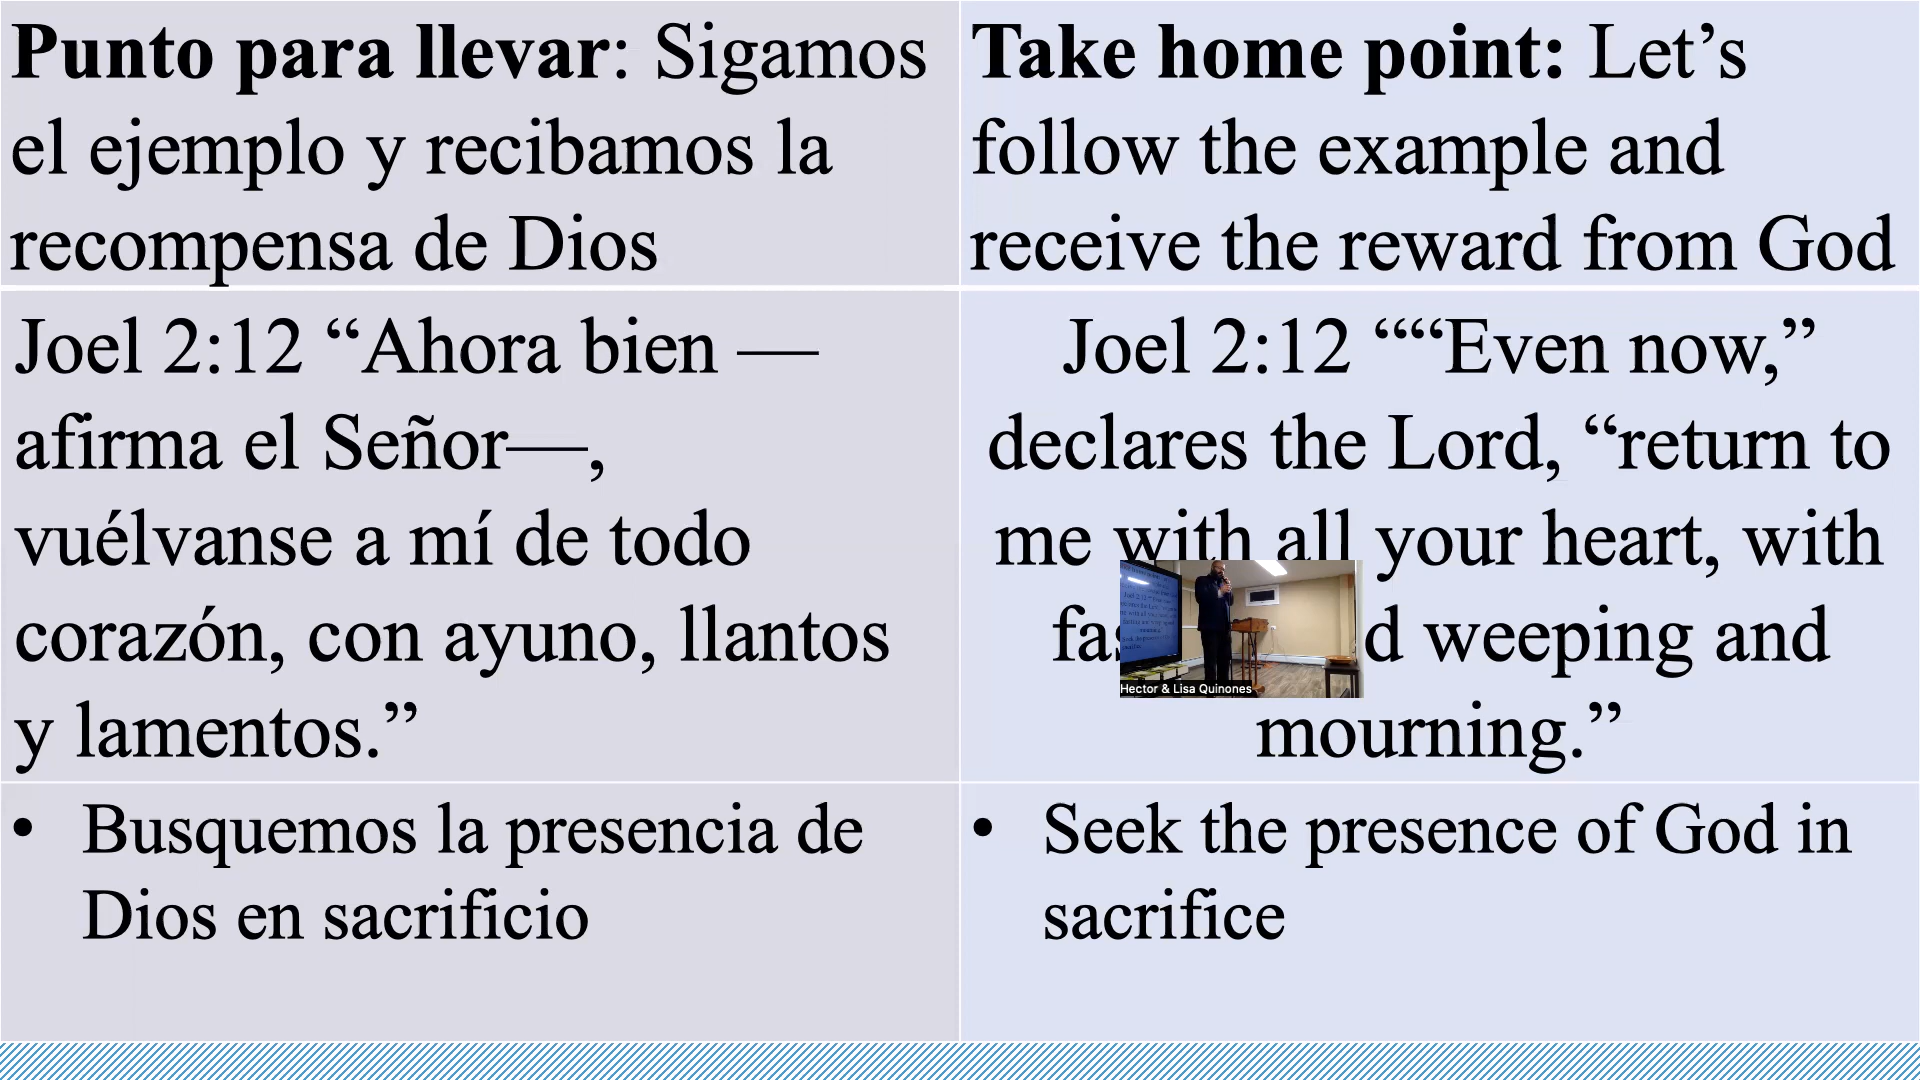 Punto para llevar: Sigamos
el ejemplo y recibamos la
recompensa de Dios
Take home point: Let’s
follow the example and
receive the reward from God
Joel 2:12 “Ahora bien —
afirma el Señor—,
vuélvanse a mí de todo
corazón, con ayuno, llantos
y lamentos.”
Joel 2:12 ““Even now,”
declares the Lord, “return to
me with all your heart, with
weeping and
mourning.”
• Busquemos la presencia de
Dios en sacrificio
• Seek the presence of God in
sacrifice
Hector & Lisa Quinones